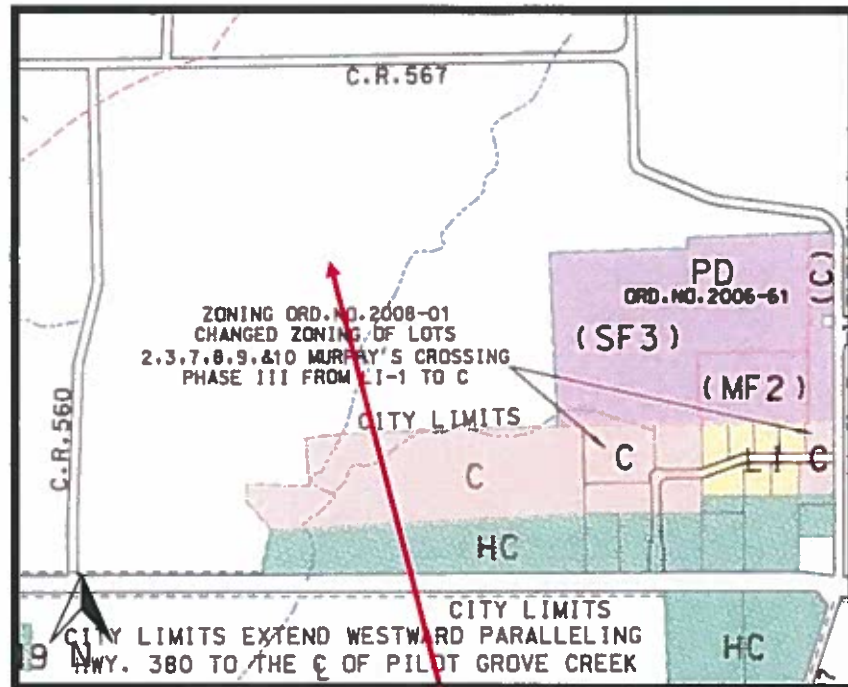 C.R.567
PD
ORD.NO.2006-61
(C)
ZONING ORD.NO.2008-01
CHANGED ZONING OF LOTS
2,3,7,8,9,&10 MURPAY'S CROSSING
PHASE III FROM LI-1 TO C
(SF3)
(MF2)
C.R.560
CITY LIMITS
C
C
LI
C
HC
CITY LIMITS
CITY LIMITS EXTEND WESTWARD PARALLELING
HWY. 380 TO THE ℄ OF PILOT GROVE CREEK
HC
N